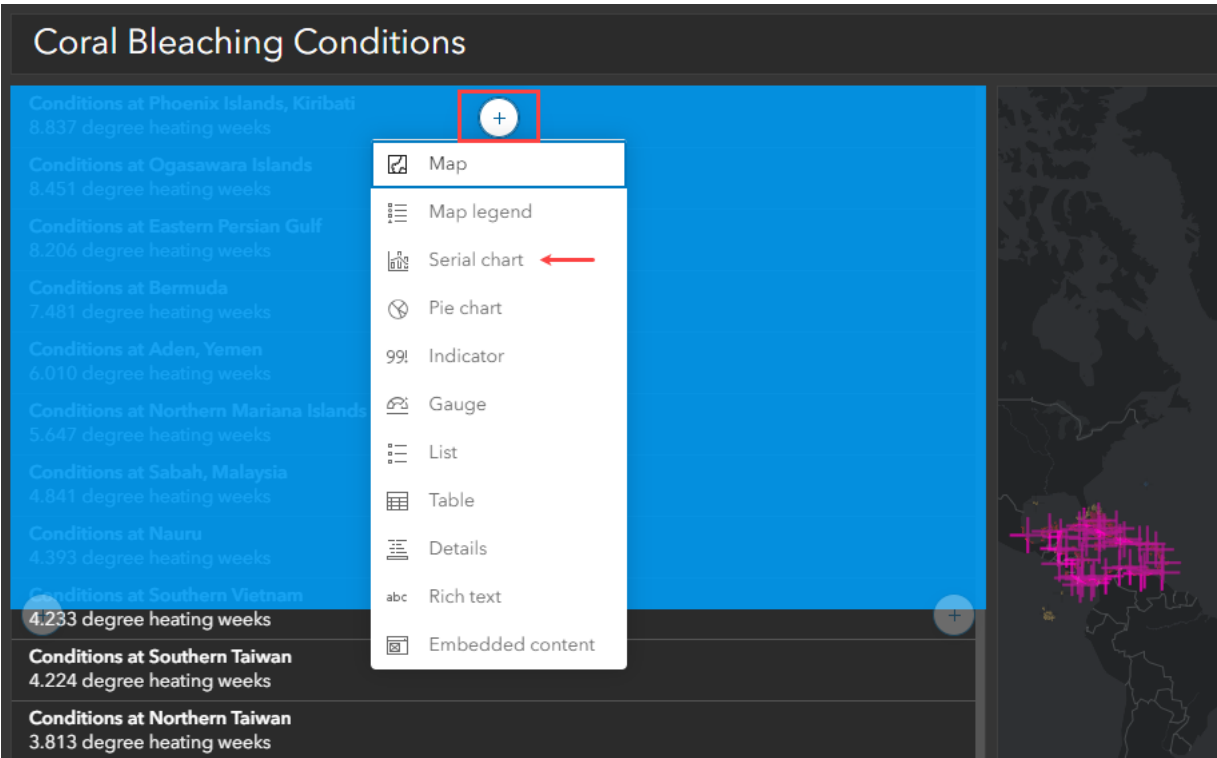 Coral Bleaching Conditions
Conditions at Phoenix Islands, Kiribati
8.837 degree heating weeks
Conditions at Ogasawara Islands
8.451 degree heating weeks
Conditions at Eastern Persian Gulf
8.206 degree heating weeks
Conditions at Bermuda
7.481 degree heating weeks
Conditions at Aden, Yemen
6.010 degree heating weeks
Conditions at Northern Mariana Islands
5.647 degree heating weeks
Conditions at Sabah, Malaysia
4.841 degree heating weeks
Conditions at Nauru
4.393 degree heating weeks
Conditions at Southern Vietnam
4.233 degree heating weeks
Conditions at Southern Taiwan
4.224 degree heating weeks
Conditions at Northern Taiwan
3.813 degree heating weeks
+
Map
Map legend
Serial chart
Pie chart
99! Indicator
Gauge
List
Table
Details
abc Rich text
Embedded content
+